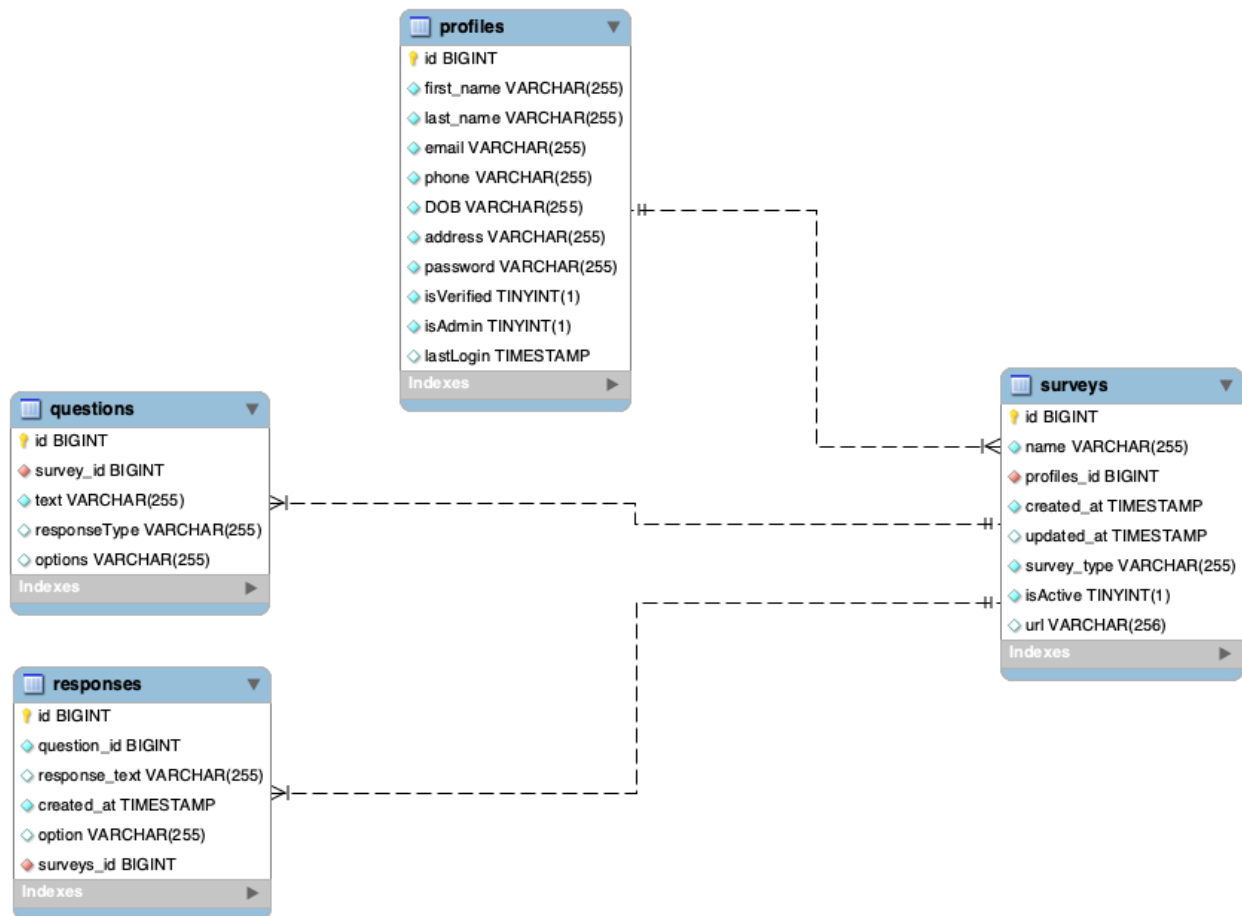 profiles
id BIGINT
first_name VARCHAR(255)
last_name VARCHAR(255)
email VARCHAR(255)
phone VARCHAR(255)
DOB VARCHAR(255)
address VARCHAR(255)
password VARCHAR(255)
isVerified TINYINT(1)
isAdmin TINYINT(1)
lastLogin TIMESTAMP
Indexes
surveys
id BIGINT
name VARCHAR(255)
profiles_id BIGINT
created_at TIMESTAMP
updated_at TIMESTAMP
survey_type VARCHAR(255)
isActive TINYINT(1)
url VARCHAR(256)
Indexes
questions
id BIGINT
survey_id BIGINT
text VARCHAR(255)
responseType VARCHAR(255)
options VARCHAR(255)
Indexes
responses
id BIGINT
question_id BIGINT
response_text VARCHAR(255)
created_at TIMESTAMP
option VARCHAR(255)
surveys_id BIGINT
Indexes